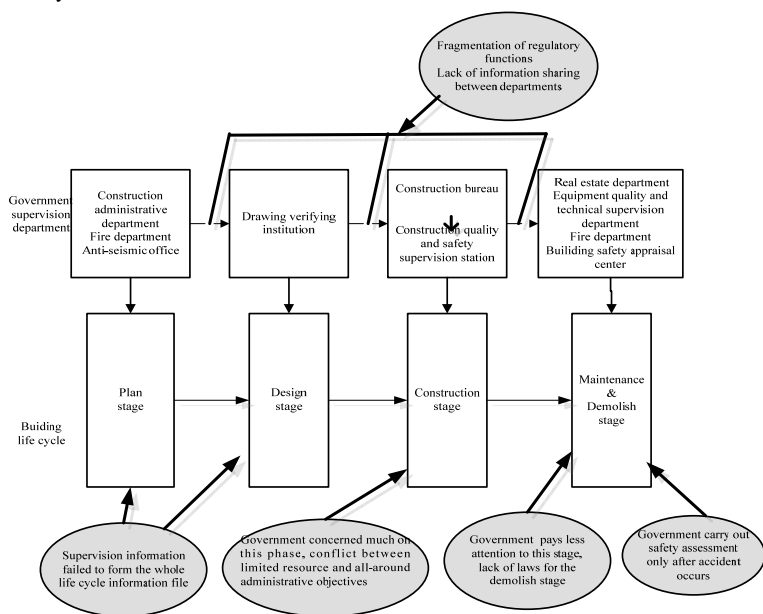 Fragmentation of regulatory
functions
Lack of information sharing
between departments
Government
supervision
department
Construction
administrative
department
Fire department
Anti-seismic office
Drawing verifying
institution
Construction bureau
Construction quality
and safety
supervision station
Real estate department
Equipment quality and
technical supervision
department
Fire department
Builiding safety appraisal
center
Buiding
life cycle
Plan
stage
Design
stage
Construction
stage
Maintenance
&
Demolish
stage
Supervision information
failed to form the whole
life cycle information file
Government concerned much on
this phase, conflict between
limited resource and all-around
administrative objectives
Government pays less
attention to this stage,
lack of laws for the
demolish stage
Government carry out
safety assessment
only after accident
occurs